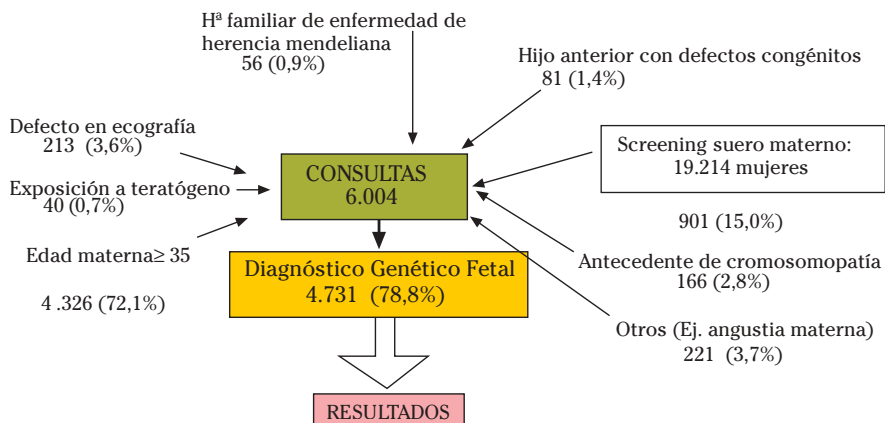 Hª familiar de enfermedad de
herencia mendeliana
56 (0,9%)
Hijo anterior con defectos congénitos
81 (1,4%)
Defecto en ecografía
213 (3,6%)
Exposición a teratógeno
40 (0,7%)
Edad materna≥ 35
4 .326 (72,1%)
CONSULTAS
6.004
Screening suero materno:
19.214 mujeres
901 (15,0%)
Diagnóstico Genético Fetal
4.731 (78,8%)
Antecedente de cromosomopatía
166 (2,8%)
Otros (Ej. angustia materna)
221 (3,7%)
RESULTADOS